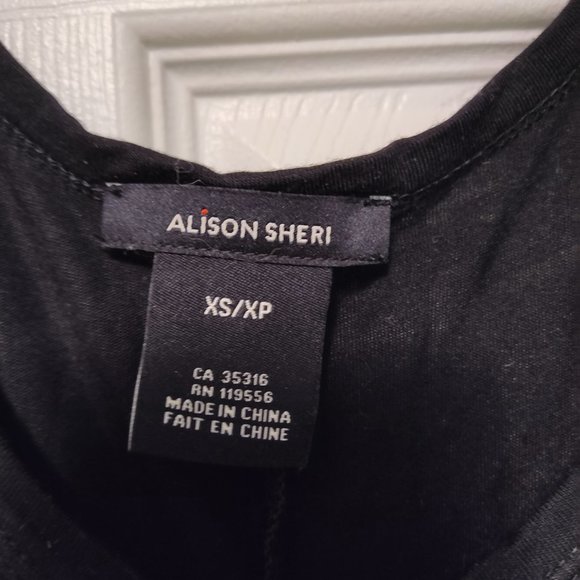 ALiSON SHERI
XS/XP
CA 35316
RN 119556
MADE IN CHINA
FAIT EN CHINE